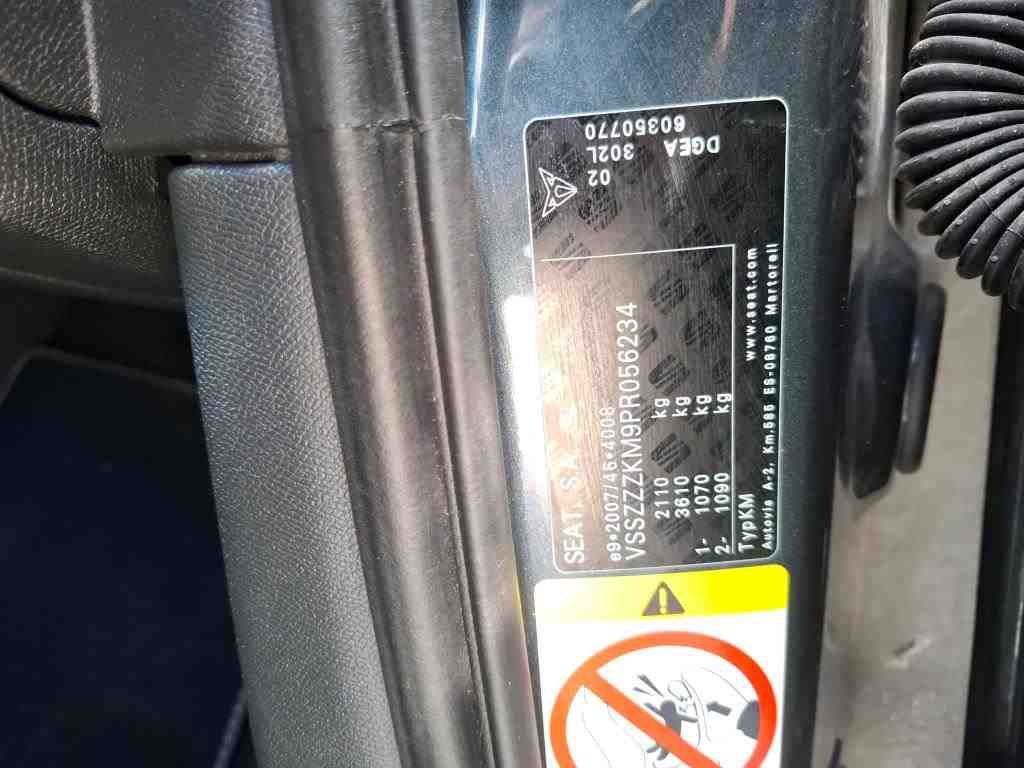 SEAT, S.A.
e9*2007/46*4008
VSSZZZKM9PR056234
2110 kg
3610 kg
1- 1070 kg
2- 1090 kg
TypKM
www.seat.com
Autovia A-2, Km.585 ES-08760 Martorell
02
302L
60350770
DGEA